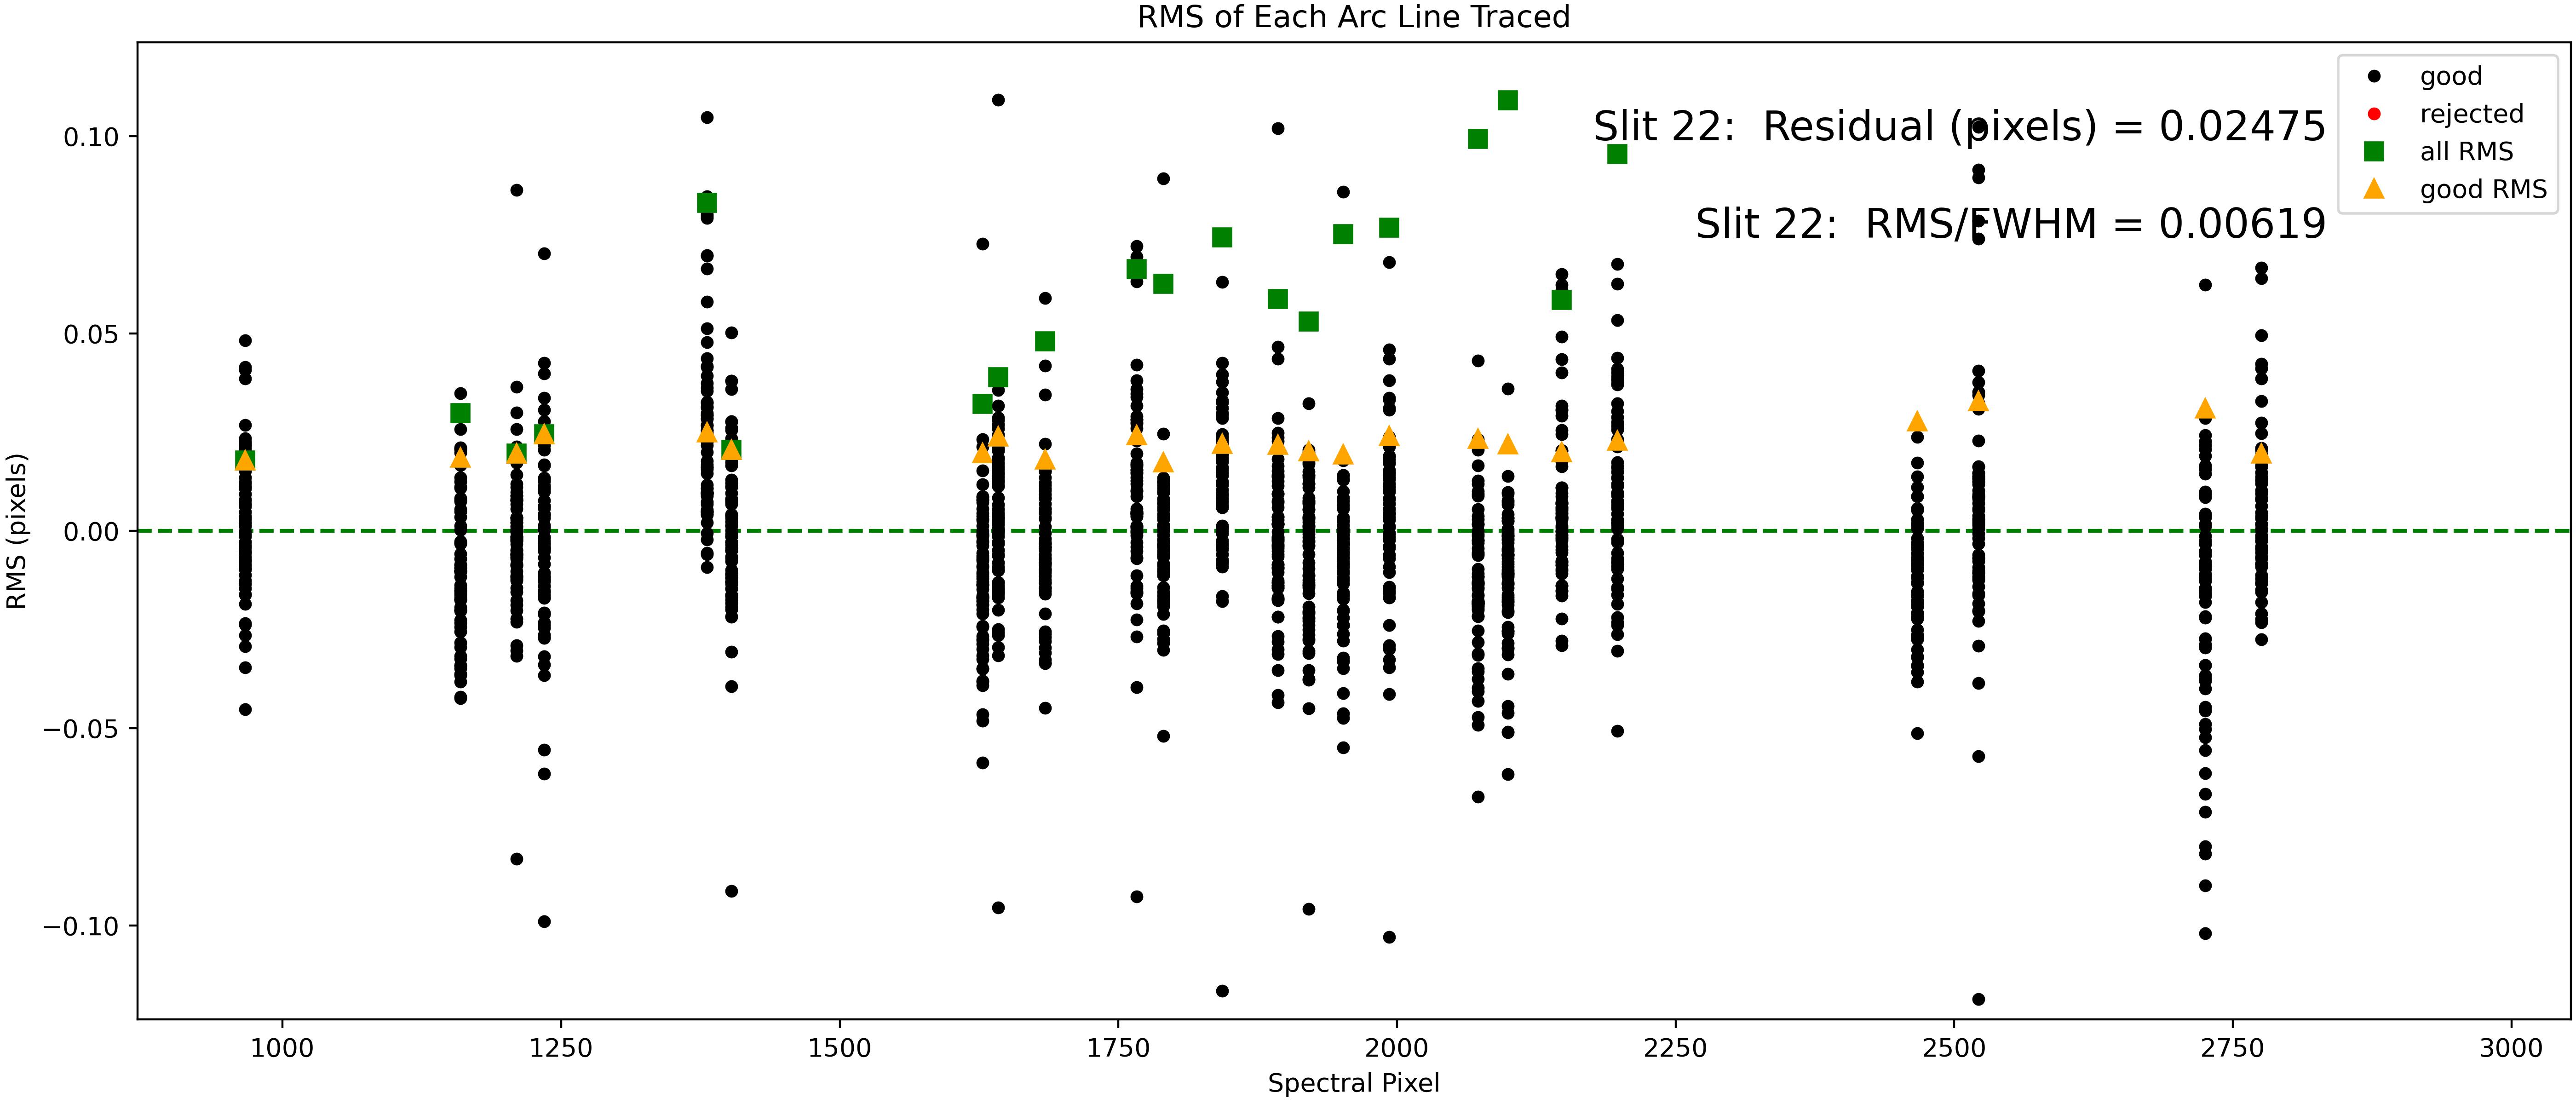 RMS of Each Arc Line Traced
good
rejected
all RMS
good RMS
Slit 22:  Residual (pixels) = 0.02475
Slit 22:  RMS/FWHM = 0.00619
RMS (pixels)
0.10
0.05
0.00
−0.05
−0.10
1000 1250 1500 1750 2000 2250 2500 2750 3000
Spectral Pixel